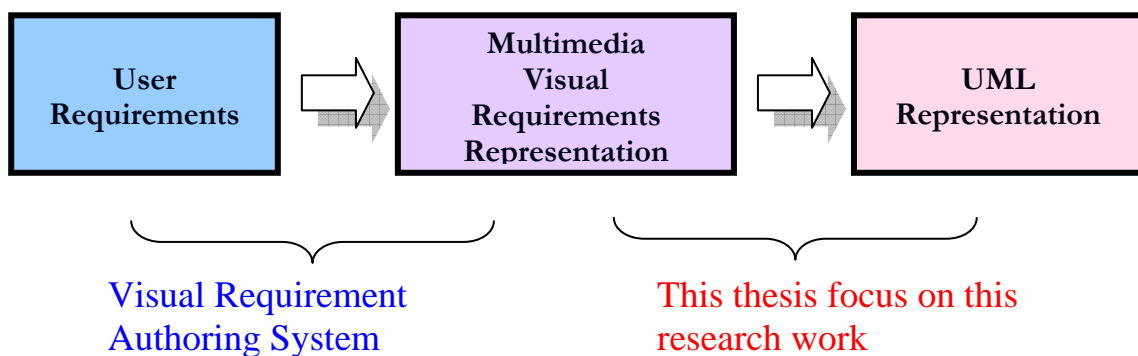 User
Requirements
Multimedia
Visual
Requirements
Representation
UML
Representation
Visual Requirement
Authoring System
This thesis focus on this
research work